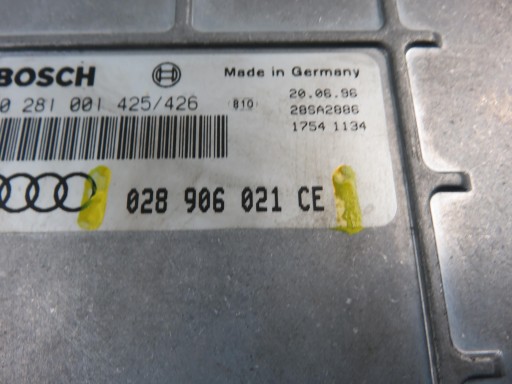 BOSCH
Made in Germany
0 281 001 425/426
810
20.06.96
28SA2886
1754 1134
028 906 021 CE